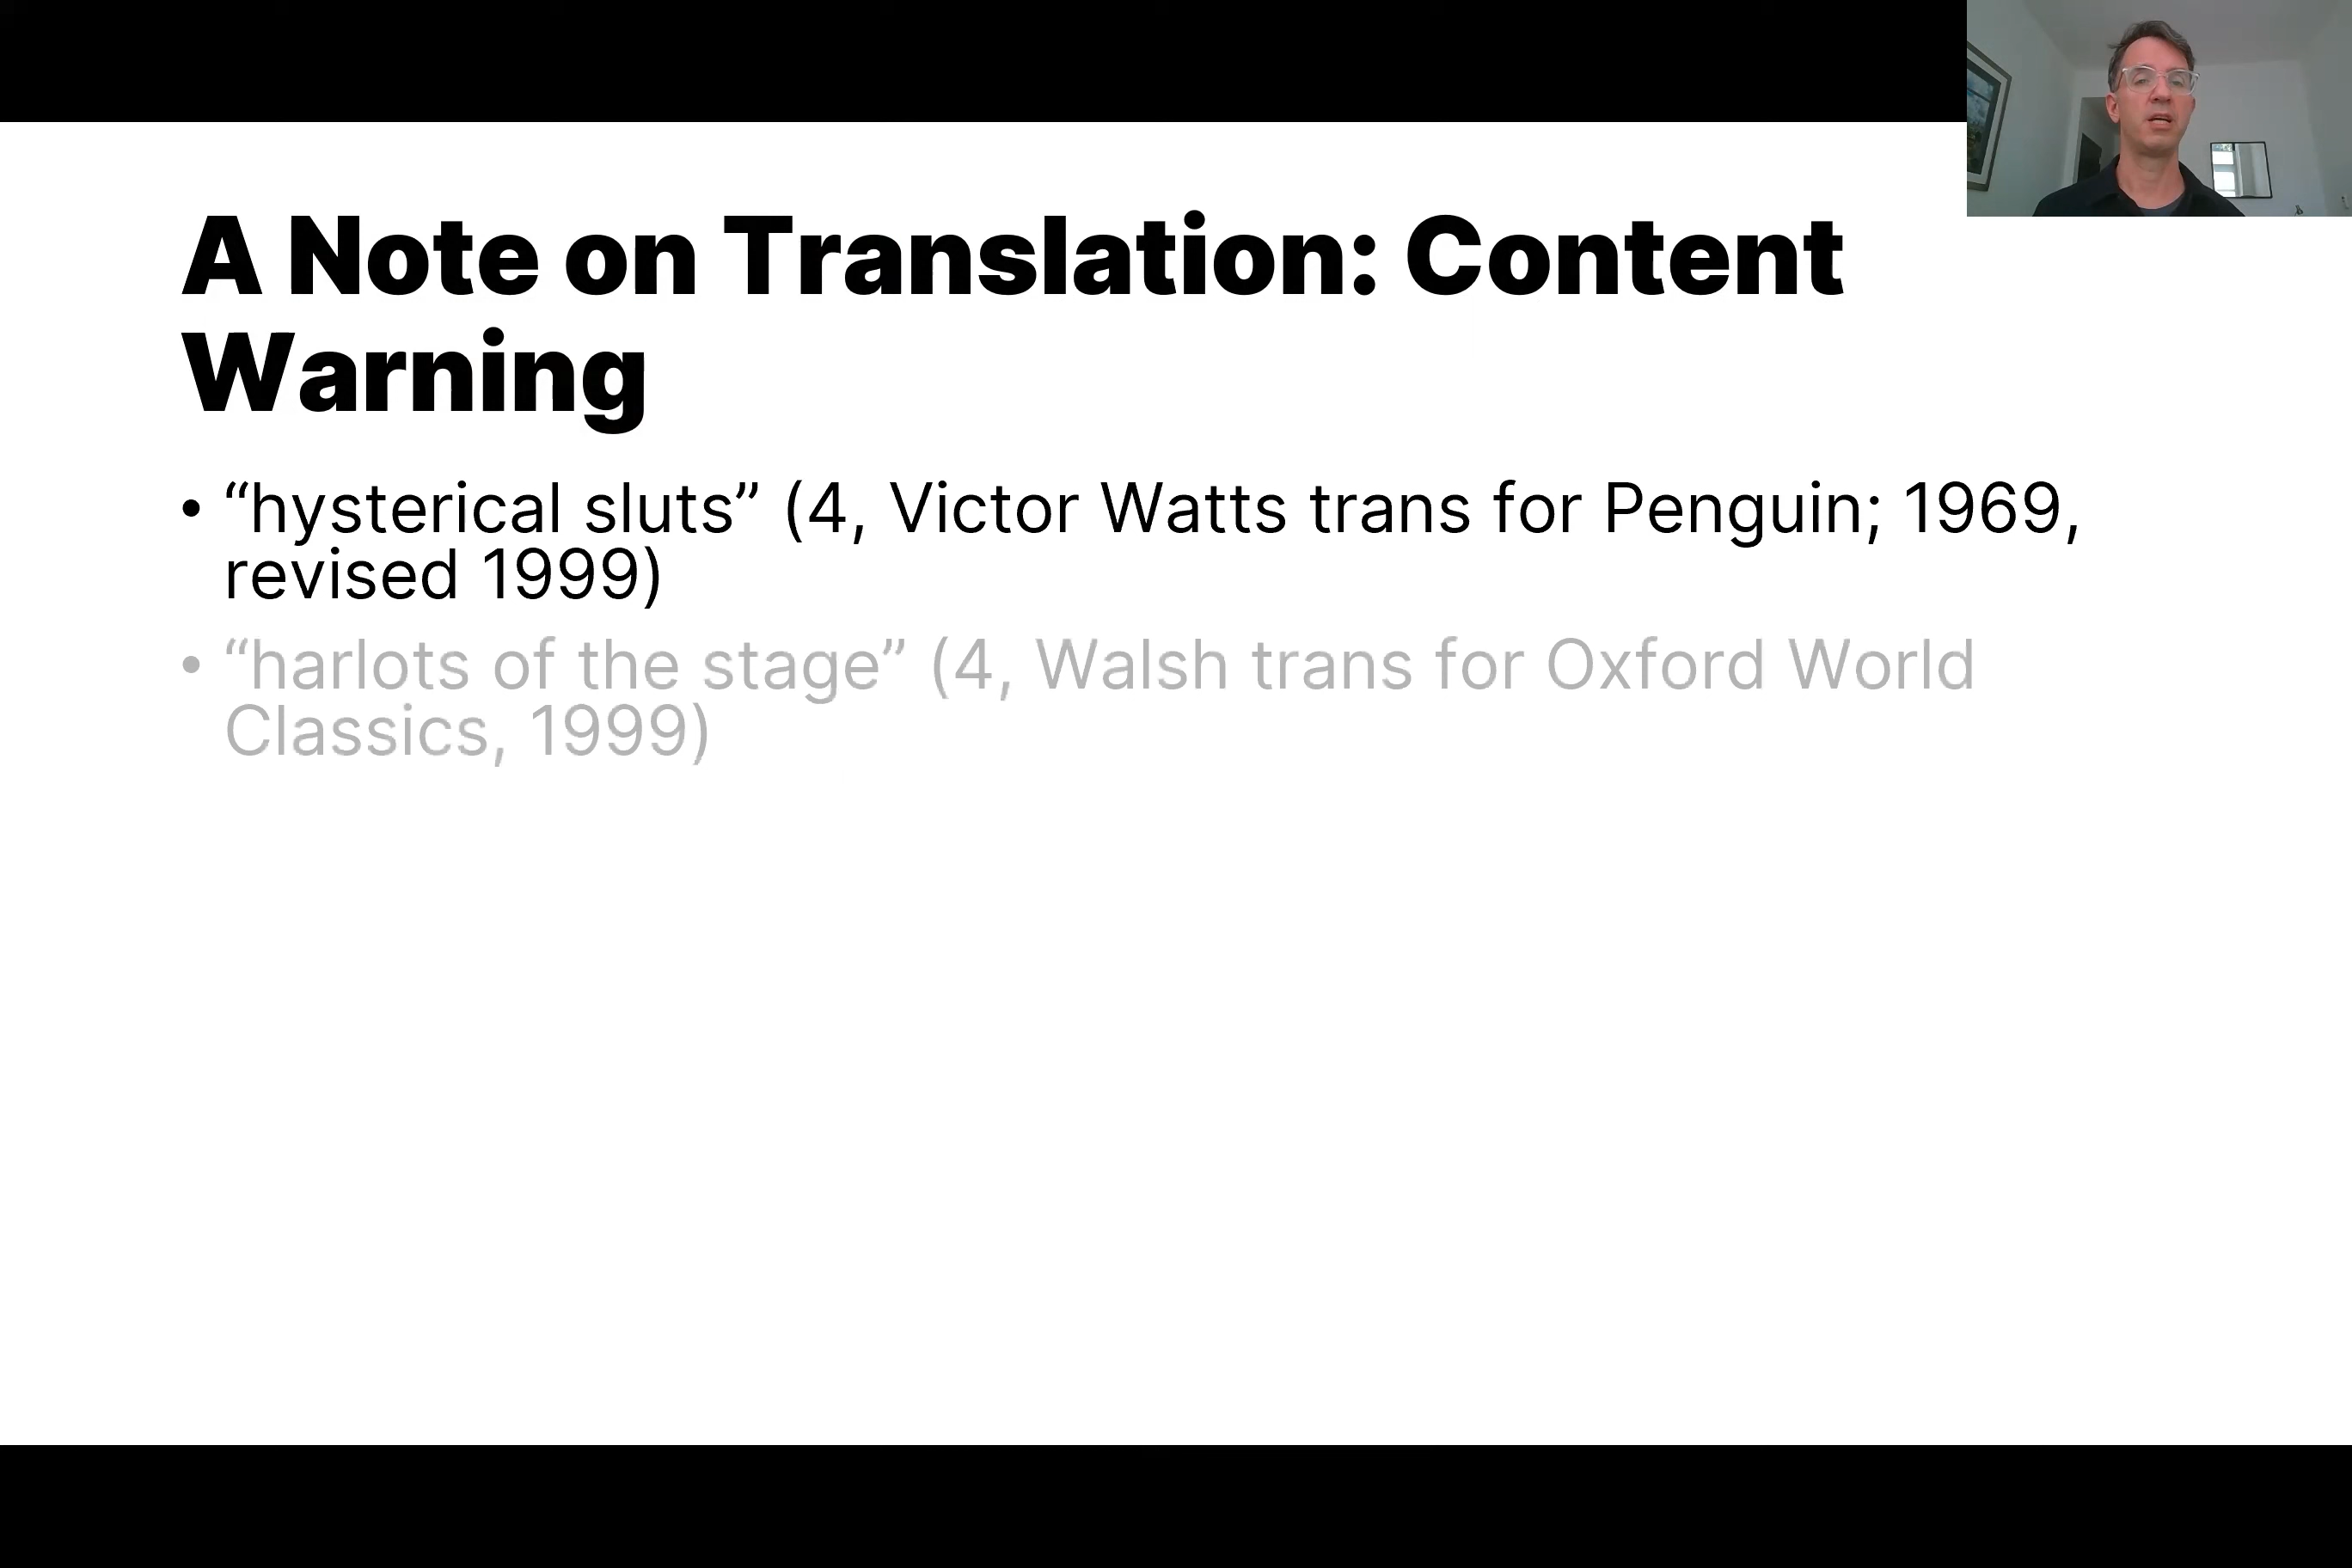 A Note on Translation: Content
Warning
• “hysterical sluts” (4, Victor Watts trans for Penguin; 1969,
revised 1999)
• “harlots of the stage” (4, Walsh trans for Oxford World
Classics, 1999)